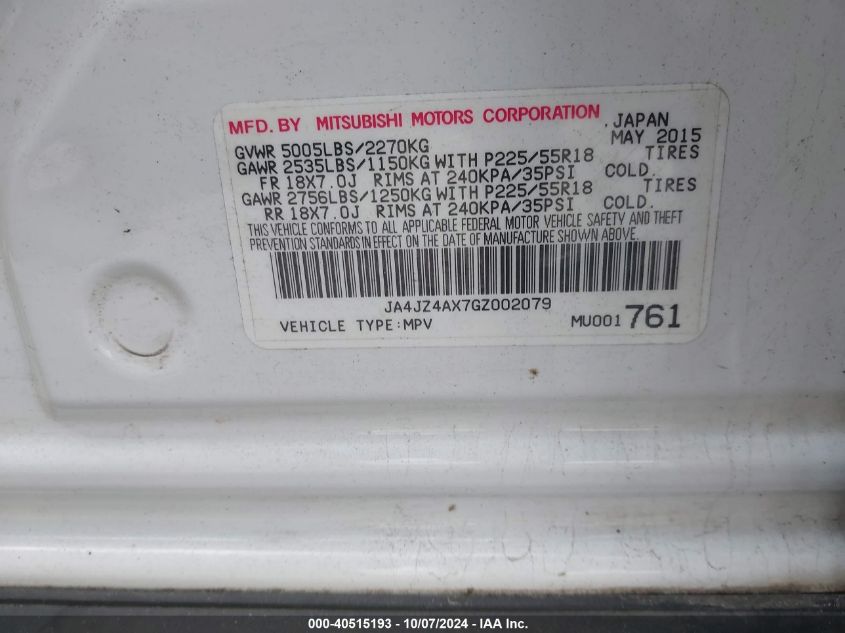 MFD. BY MITSUBISHI MOTORS CORPORATION JAPAN
GVWR 5005LBS/2270KG MAY 2015
GAWR 2535LBS/1150KG WITH P225/55R18 TIRES
FR 18X7.0J RIMS AT 240KPA/35PSI COLD.
GAWR 2756LBS/1250KG WITH P225/55R18 TIRES
RR 18X7.0J RIMS AT 240KPA/35PSI COLD.
THIS VEHICLE CONFORMS TO ALL APPLICABLE FEDERAL MOTOR VEHICLE SAFETY AND THEFT
PREVENTION STANDARDS IN EFFECT ON THE DATE OF MANUFACTURE SHOWN ABOVE.
JA4JZ4AX7GZ002079
VEHICLE TYPE:MPV MU001 761
000-40515193 - 10/07/2024 - IAA Inc.